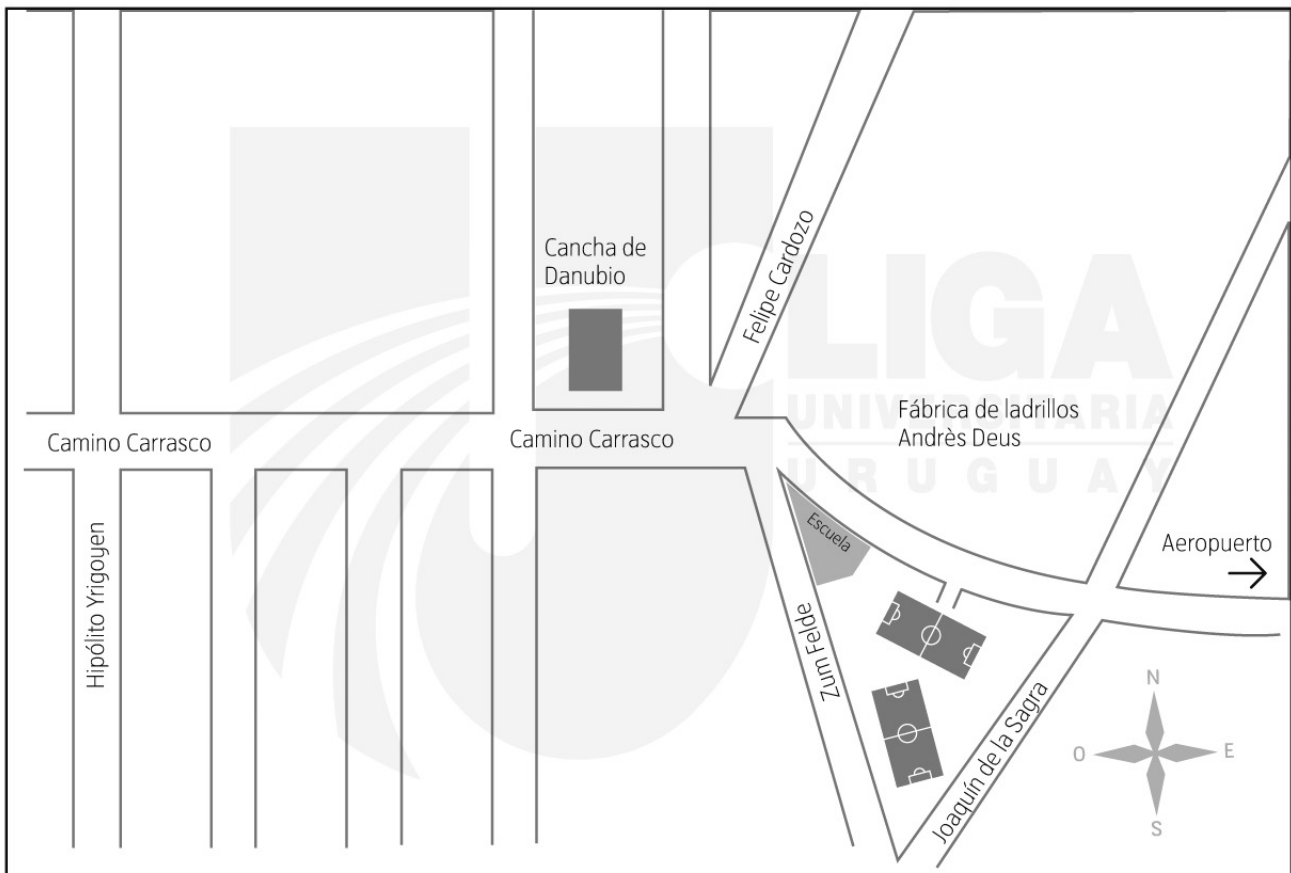 Cancha de
Danubio
Felipe Cardozo
LIGA
UNIVERSITARIA
URUGUAY
Fábrica de ladrillos
Andrès Deus
Camino Carrasco
Camino Carrasco
Escuela
Aeropuerto
Hipólito Yrigoyen
Zum Felde
Joaquín de la Sagra
N
O
E
S